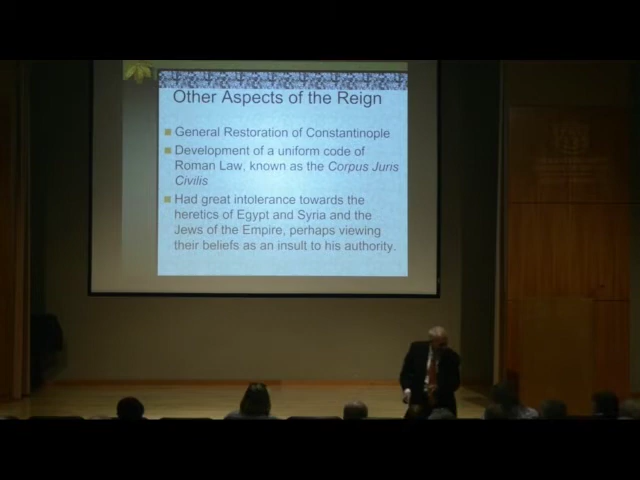 Other Aspects of the Reign
General Restoration of Constantinople
Development of a uniform code of
Roman Law, known as the Corpus Juris
Civilis
Had great intolerance towards the
heretics of Egypt and Syria and the
Jews of the Empire, perhaps viewing
their beliefs as an insult to his authority.